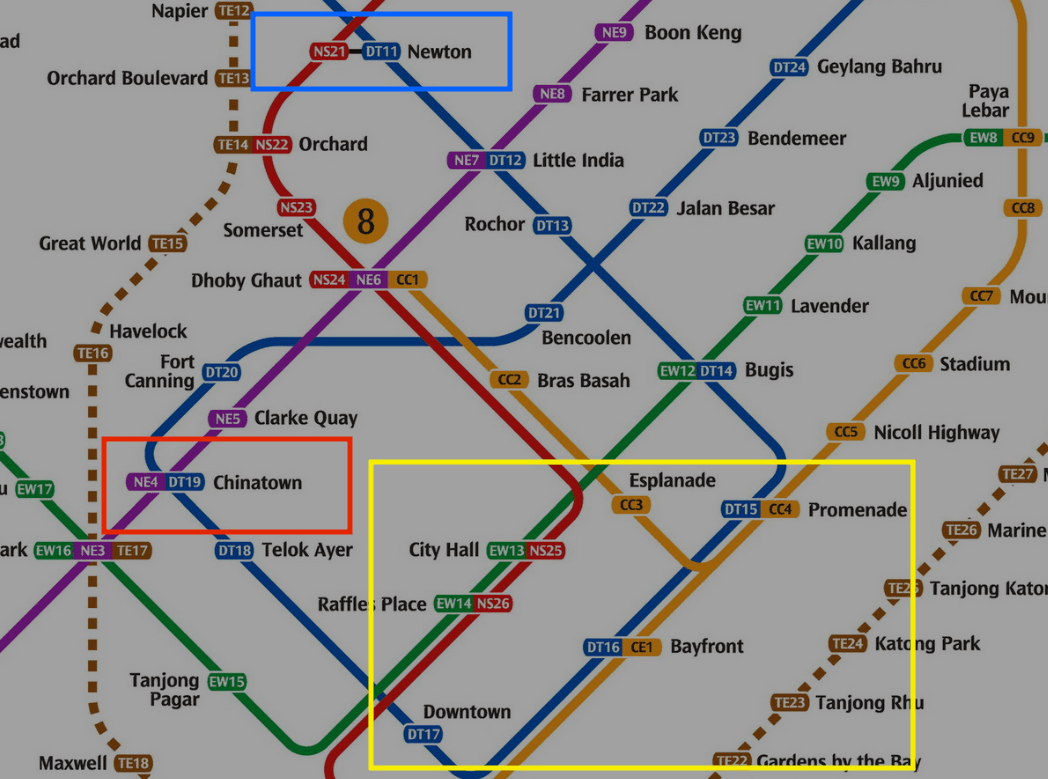 Napier TE12
NS21 DT11 Newton
NE9 Boon Keng
ad
Orchard Boulevard TE13
NE8 Farrer Park
DT24 Geylang Bahru
Paya
Lebar
EW8 CC9
TE14 NS22 Orchard
DT23 Bendemeer
NE7 DT12 Little India
EW9 Aljunied
NS23
Somerset
8
Rochor DT13
DT22 Jalan Besar
CC8
Great World TE15
EW10 Kallang
Dhoby Ghaut NS24 NE6 CC1
CC7 Mou
DT21
Bencoolen
EW11 Lavender
Havelock
TE16
wealth
Fort
Canning
DT20
CC2 Bras Basah
EW12 DT14 Bugis
CC6 Stadium
enstown
NE5 Clarke Quay
CC5 Nicoll Highway
NE4 DT19 Chinatown
Esplanade
CC3
DT15 CC4 Promenade
TE27
u EW17
TE26 Marine
ark EW16 NE3 TE17
DT18 Telok Ayer
City Hall EW13 NS25
TE25 Tanjong Kator
Raffles Place EW14 NS26
DT16 CE1 Bayfront
TE24 Katong Park
Tanjong
Pagar
EW15
TE23 Tanjong Rhu
Downtown
DT17
Maxwell TE18
TE22 Gardens by the Bay